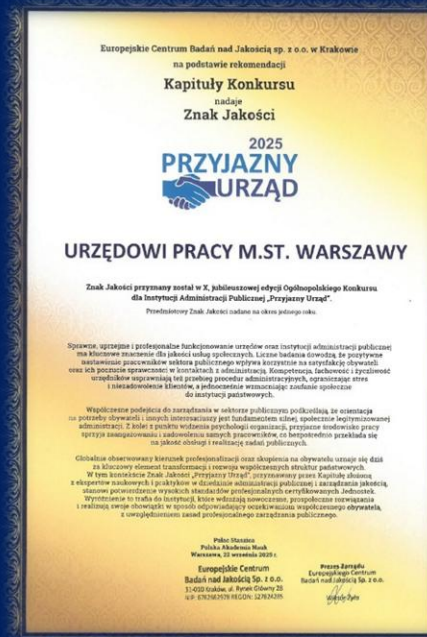 Europejskie Centrum Badań nad Jakością sp. z o.o. w Krakowie
na podstawie rekomendacji
Kapituły Konkursu
nadaje
Znak Jakości
2025
PRZYJAZNY
URZĄD
URZĘDOWI PRACY M.ST. WARSZAWY
Znak Jakości przyznany został w X, jubileuszowej edycji Ogólnopolskiego Konkursu
dla Instytucji Administracji Publicznej „Przyjazny Urząd”.
Przedmiotowy Znak Jakości nadano na okres jednego roku.
Sprawne, uprzejme i profesjonalne funkcjonowanie urzędów oraz instytucji administracji publicznej
ma kluczowe znaczenie dla jakości usług społecznych. Liczne badania dowodzą, że pozytywne
nastawienie pracowników sektora publicznego wpływa korzystnie na satysfakcję obywateli
oraz ich poczucie sprawczości w kontaktach z administracją. Kompetencja, fachowość i życzliwość
urzędników usprawniają też przebieg procedur administracyjnych, ograniczając stres
i niezadowolenie klientów, a jednocześnie wzmacniając zaufanie społeczne
do instytucji państwowych.
Współczesne podejścia do zarządzania w sektorze publicznym podkreślają, że orientacja
na potrzeby obywateli i innych interesariuszy jest fundamentem silnej, społecznie legitymizowanej
administracji. Z kolei z punktu widzenia psychologii organizacji, przyjazne środowisko pracy
sprzyja zaangażowaniu i zadowoleniu samych pracowników, co bezpośrednio przekłada się
na jakość obsługi i realizację zadań publicznych.
Globalnie obserwowany kierunek profesjonalizacji oraz skupienia na obywatelu uznaje się dziś
za kluczowy element transformacji i rozwoju współczesnych struktur państwowych.
W tym kontekście Znak Jakości „Przyjazny Urząd”, przyznawany przez Kapitułę złożoną
z ekspertów naukowych i praktyków w dziedzinie administracji publicznej i zarządzania jakością,
stanowi potwierdzenie wysokich standardów profesjonalnych certyfikowanych Jednostek.
Wyróżnienie to trafia do instytucji, które wdrażają nowoczesne, prospołeczne rozwiązania
i realizują swoje obowiązki w sposób odpowiadający oczekiwaniom współczesnego obywatela,
z uwzględnieniem zasad profesjonalnego zarządzania publicznego.
Pałac Staszica
Polska Akademia Nauk
Warszawa, 25 września 2025 r.
Europejskie Centrum
Badań nad Jakością Sp. z o.o.
31-010 Kraków, ul. Rynek Główny 28
Prezes Zarządu
Europejskiego Centrum
Badań nad Jakością Sp. z o.o.